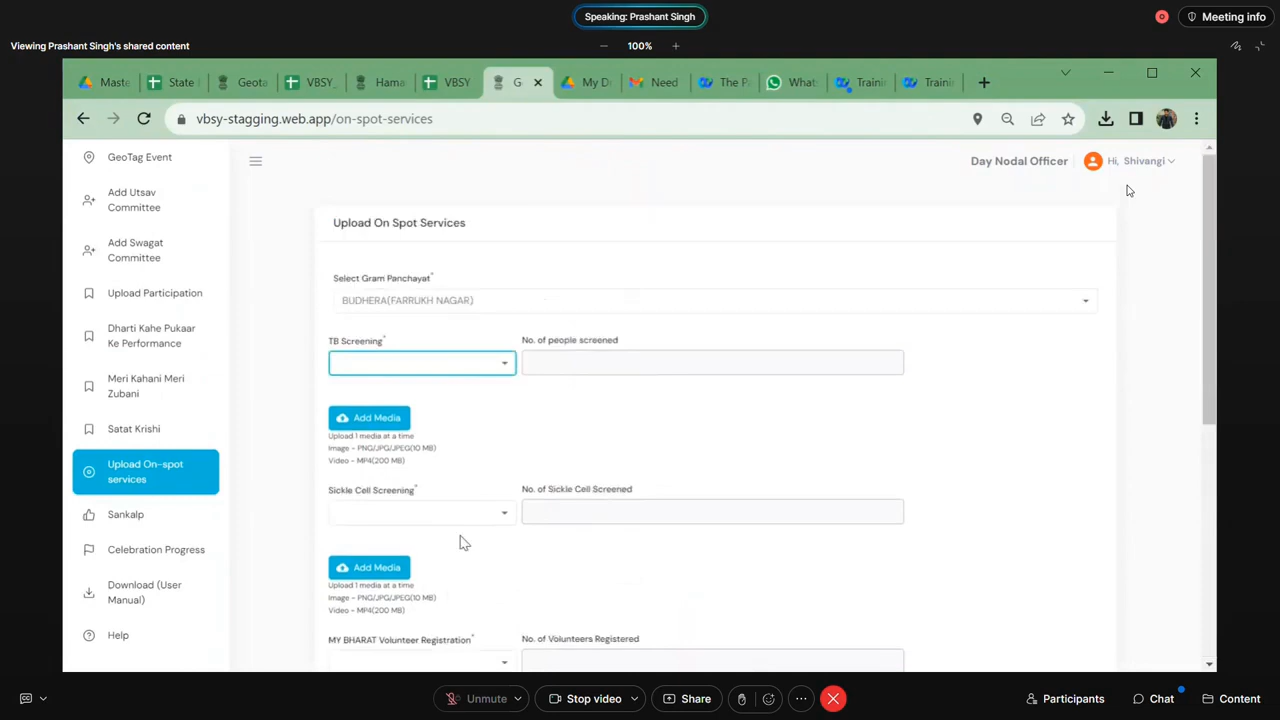 Speaking: Prashant Singh
Meeting info
Viewing Prashant Singh's shared content
100%
Maste
State
Geota
VBSY_
Hama
VBSY
G
My Dr
Need
The Pa
Whats
Trainin
Trainin
vbsy-stagging.web.app/on-spot-services
GeoTag Event
Day Nodal Officer
Hi, Shivangi
Add Utsav
Committee
Add Swagat
Committee
Upload Participation
Dharti Kahe Pukaar
Ke Performance
Meri Kahani Meri
Zubani
Satat Krishi
Upload On-spot
services
Sankalp
Celebration Progress
Download (User
Manual)
Help
Upload On Spot Services
Select Gram Panchayat*
BUDHERA(FARRUKH NAGAR)
TB Screening*
No. of people screened
Add Media
Upload 1 media at a time
Image - PNG/JPG/JPEG(10 MB)
Video - MP4(200 MB)
Sickle Cell Screening*
No. of Sickle Cell Screened
Add Media
Upload 1 media at a time
Image - PNG/JPG/JPEG(10 MB)
Video - MP4(200 MB)
MY BHARAT Volunteer Registration*
No. of Volunteers Registered
CC
Unmute
Stop video
Share
Participants
Chat
Content